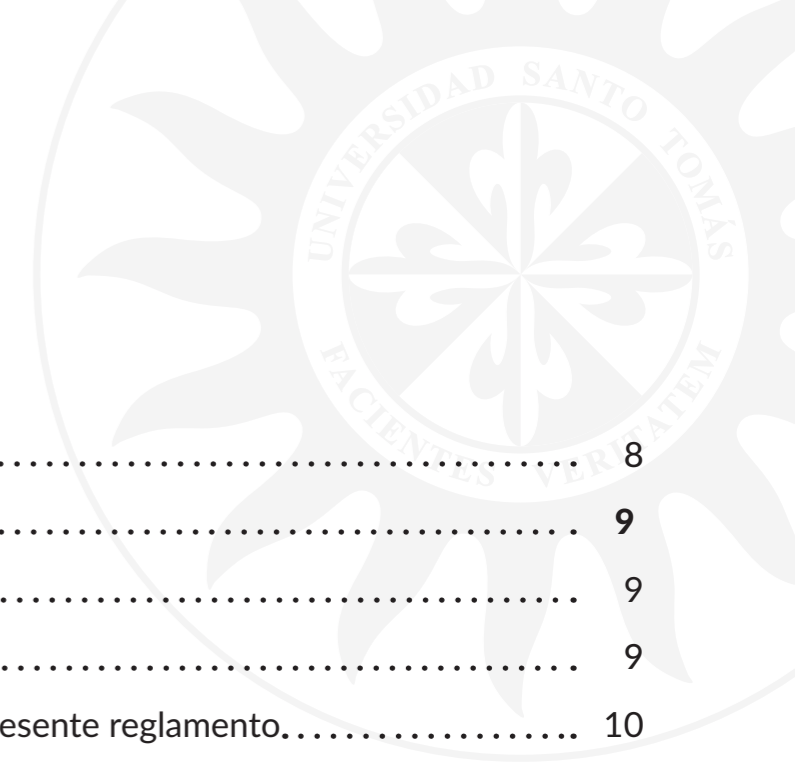 UNIVERSIDAD SANTO TOMÁS
FACIENTES VERITATEM
................................ 8
................................ 9
................................ 9
................................ 9
esente reglamento.................. 10